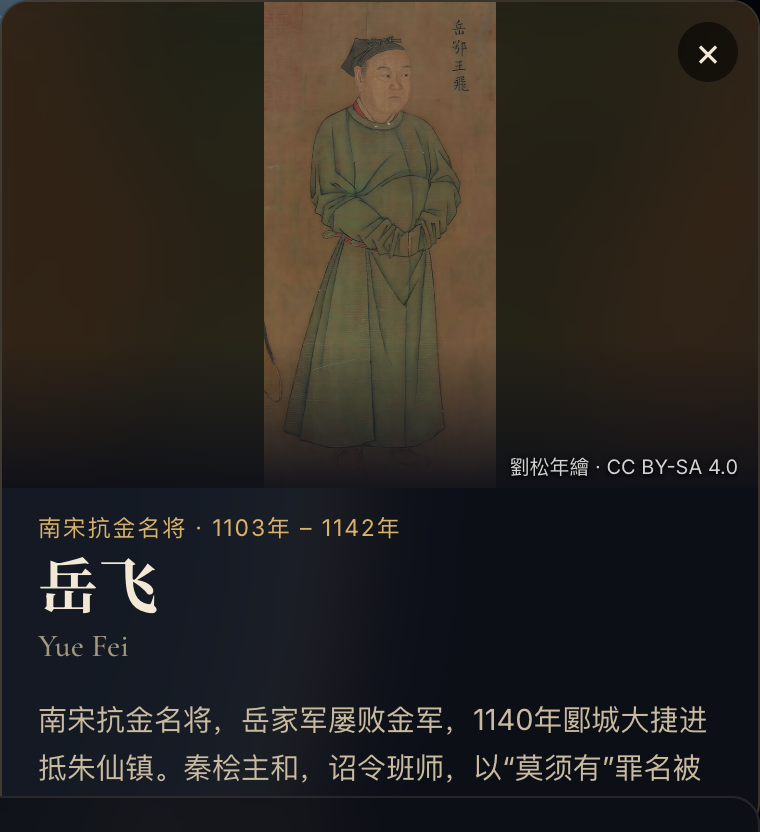 岳鄂王飛
×
劉松年繪 · CC BY-SA 4.0
南宋抗金名将 · 1103年 – 1142年
岳飞
Yue Fei
南宋抗金名将，岳家军屡败金军，1140年郾城大捷进
抵朱仙镇。秦桧主和，诏令班师，以“莫须有”罪名被